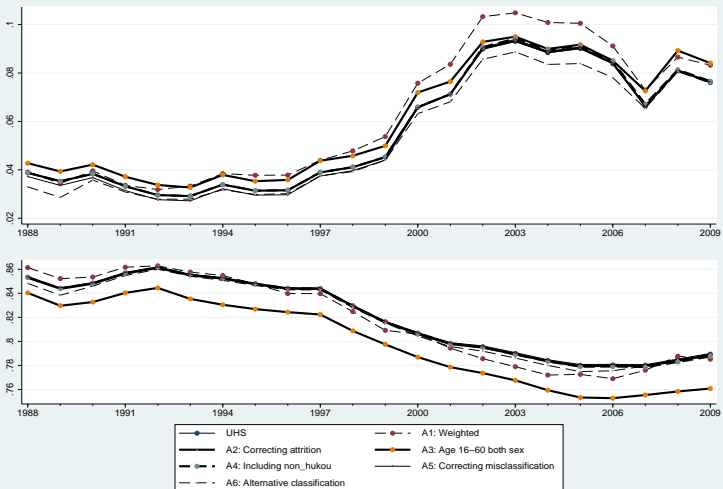 .1
.08
.06
.04
.02
1988 1991 1994 1997 2000 2003 2006 2009
.86
.84
.82
.8
.78
.76
1988 1991 1994 1997 2000 2003 2006 2009
UHS A1: Weighted
A2: Correcting attrition A3: Age 16−60 both sex
A4: Including non_hukou A5: Correcting misclassification
A6: Alternative classification